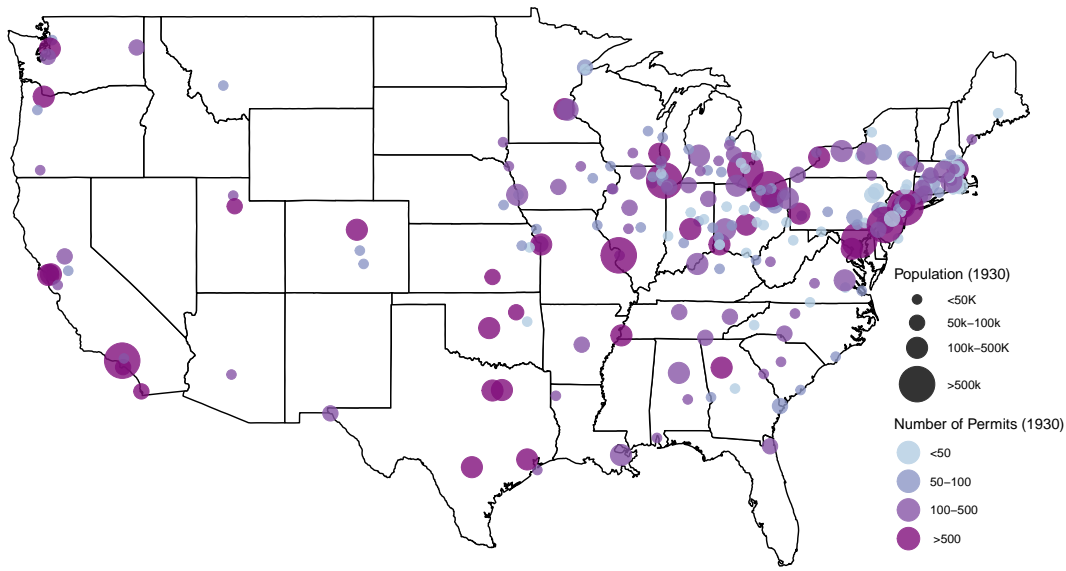 Population (1930)
<50K
50k−100k
100k−500K
>500k
Number of Permits (1930)
<50
50−100
100−500
>500